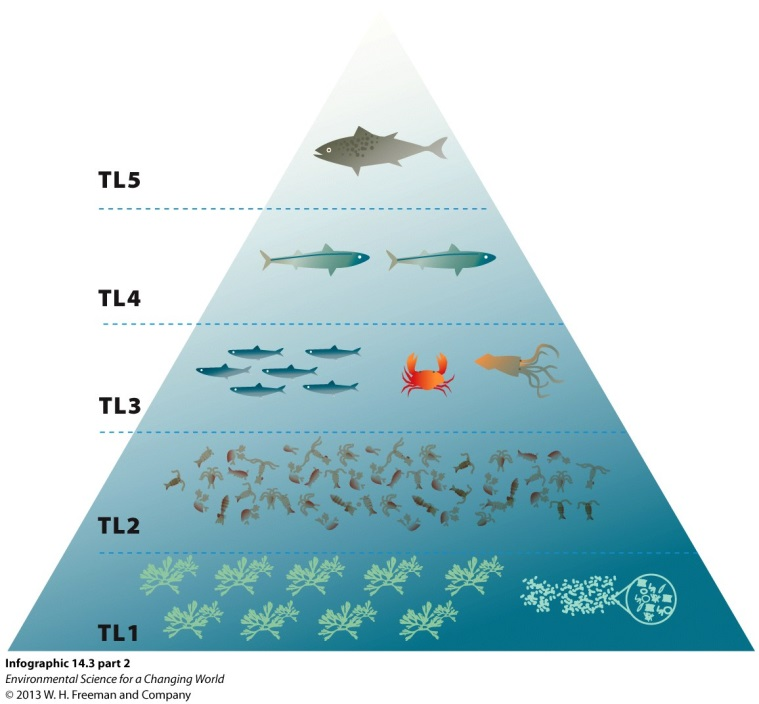 TL5
TL4
TL3
TL2
TL1
Infographic 14.3 part 2
Environmental Science for a Changing World
© 2013 W. H. Freeman and Company